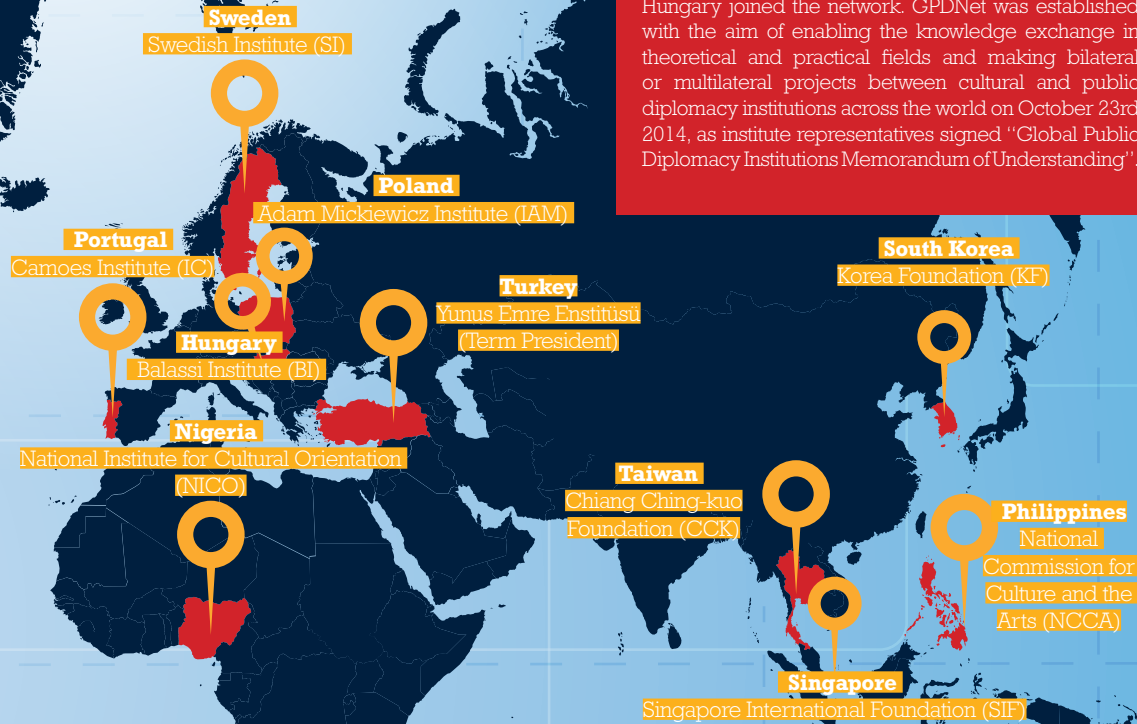 Hungary joined the network. GPDNet was established
with the aim of enabling the knowledge exchange in
theoretical and practical fields and making bilateral
or multilateral projects between cultural and public
diplomacy institutions across the world on October 23rd
2014, as institute representatives signed "Global Public
Diplomacy Institutions Memorandum of Understanding".
Sweden
Swedish Institute (SI)
Poland
Adam Mickiewicz Institute (IAM)
Portugal
Camoes Institute (IC)
Hungary
Balassi Institute (BI)
Turkey
Yunus Emre Enstitüsü
(Term President)
South Korea
Korea Foundation (KF)
Nigeria
National Institute for Cultural Orientation
(NICO)
Taiwan
Chiang Ching-kuo
Foundation (CCK)
Philippines
National
Commission for
Culture and the
Arts (NCCA)
Singapore
Singapore International Foundation (SIF)